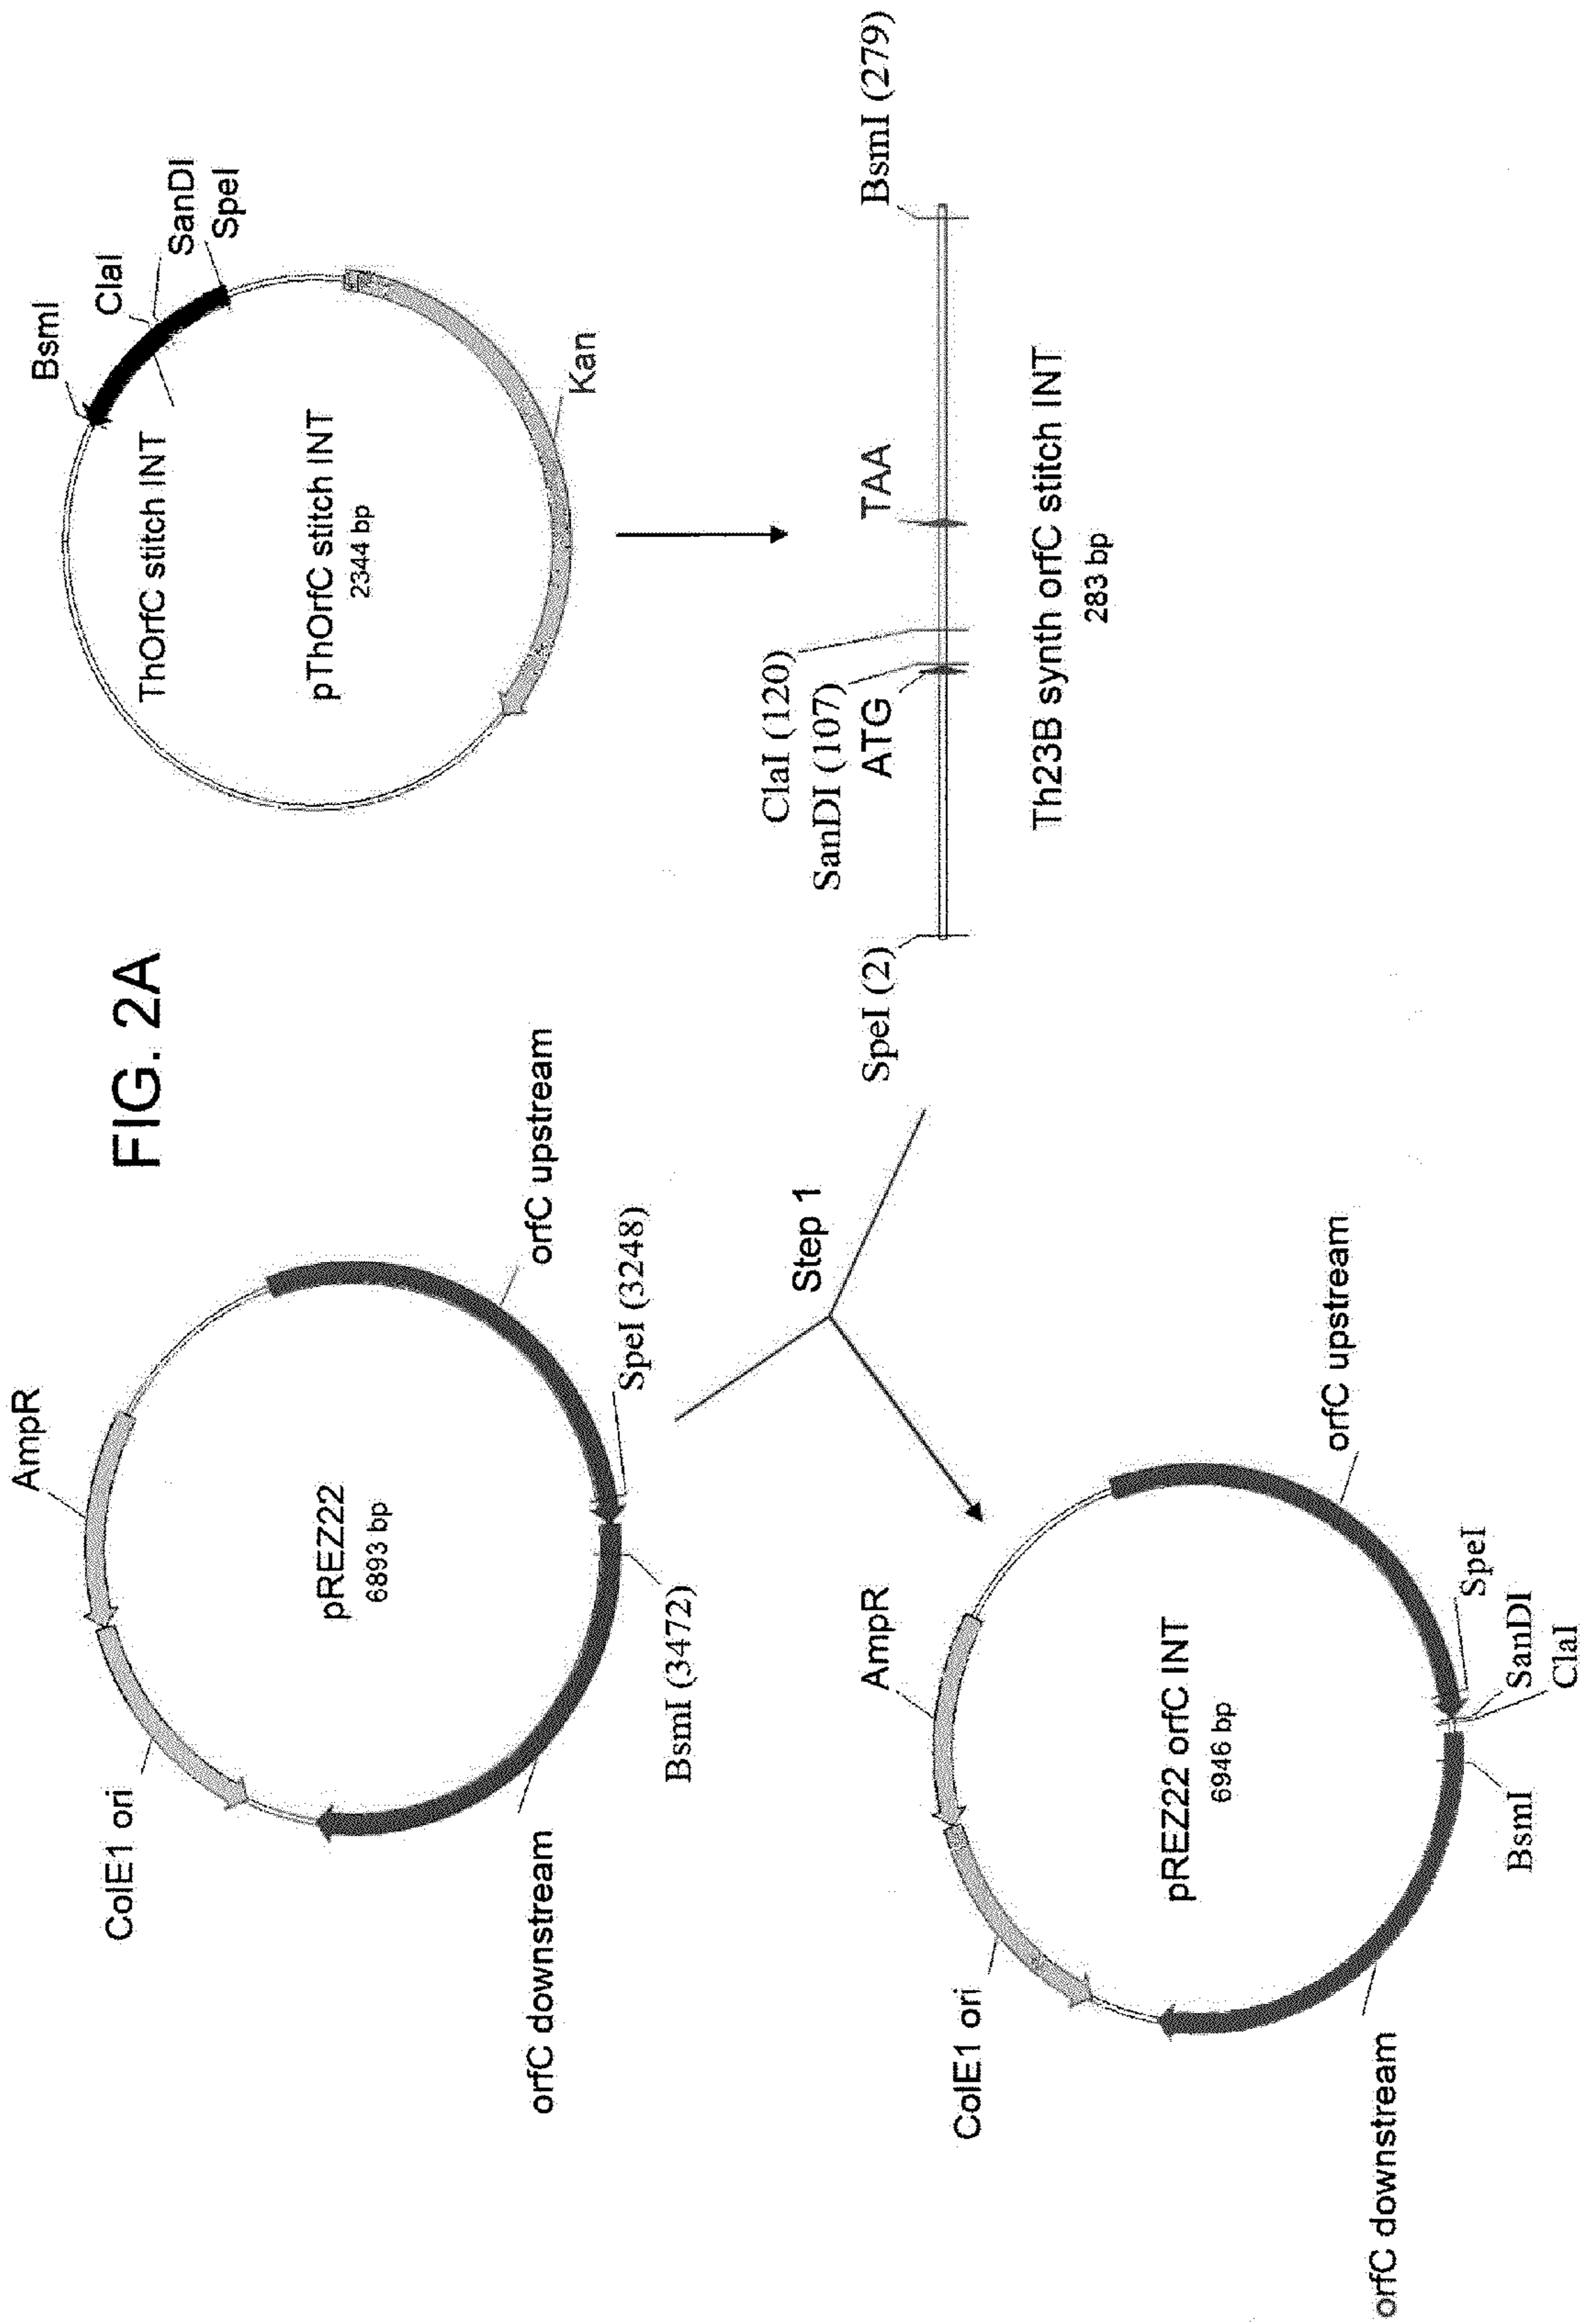 FIG. 2A
AmpR
ColE1 ori
pREZ22
6893 bp
orfC upstream
SpeI (3248)
BsmI (3472)
orfC downstream
BsmI
ClaI
SanDI
SpeI
ThOrfC stitch INT
pThOrfC stitch INT
2344 bp
Kan
Step 1
SpeI (2)
ClaI (120)
SanDI (107)
ATG
TAA
BsmI (279)
Th23B synth orfC stitch INT
283 bp
AmpR
ColE1 ori
pREZ22 orfC INT
6946 bp
orfC upstream
SpeI
SanDI
ClaI
BsmI
orfC downstream